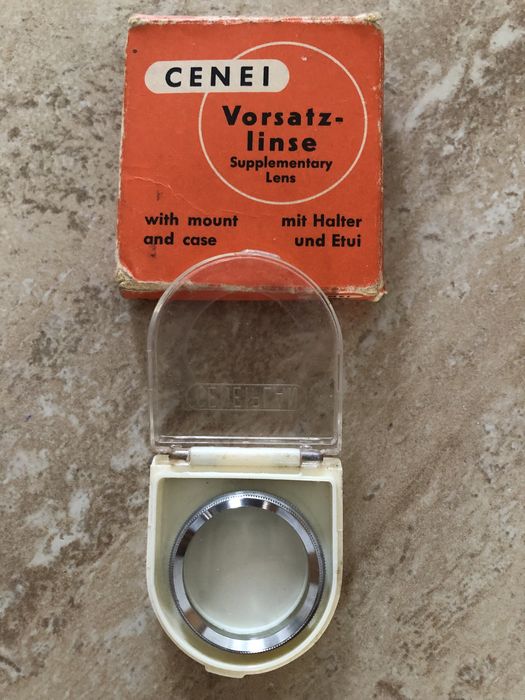 CENEI
Vorsatz-
linse
Supplementary
Lens
with mount
and case
mit Halter
und Etui